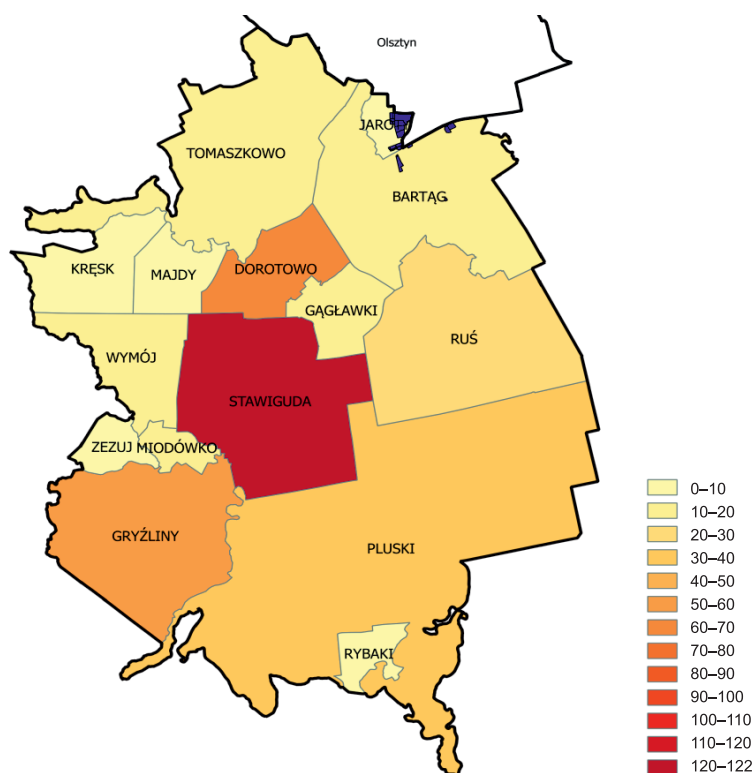 Olsztyn
JAROTY
TOMASZKOWO
BARTĄG
KRĘSK
MAJDY
DOROTOWO
GĄGŁAWKI
RUŚ
WYMÓJ
STAWIGUDA
ZEZUJ
MIODÓWKO
GRYŹLINY
PLUSKI
RYBAKI
0–10
10–20
20–30
30–40
40–50
50–60
60–70
70–80
80–90
90–100
100–110
110–120
120–122